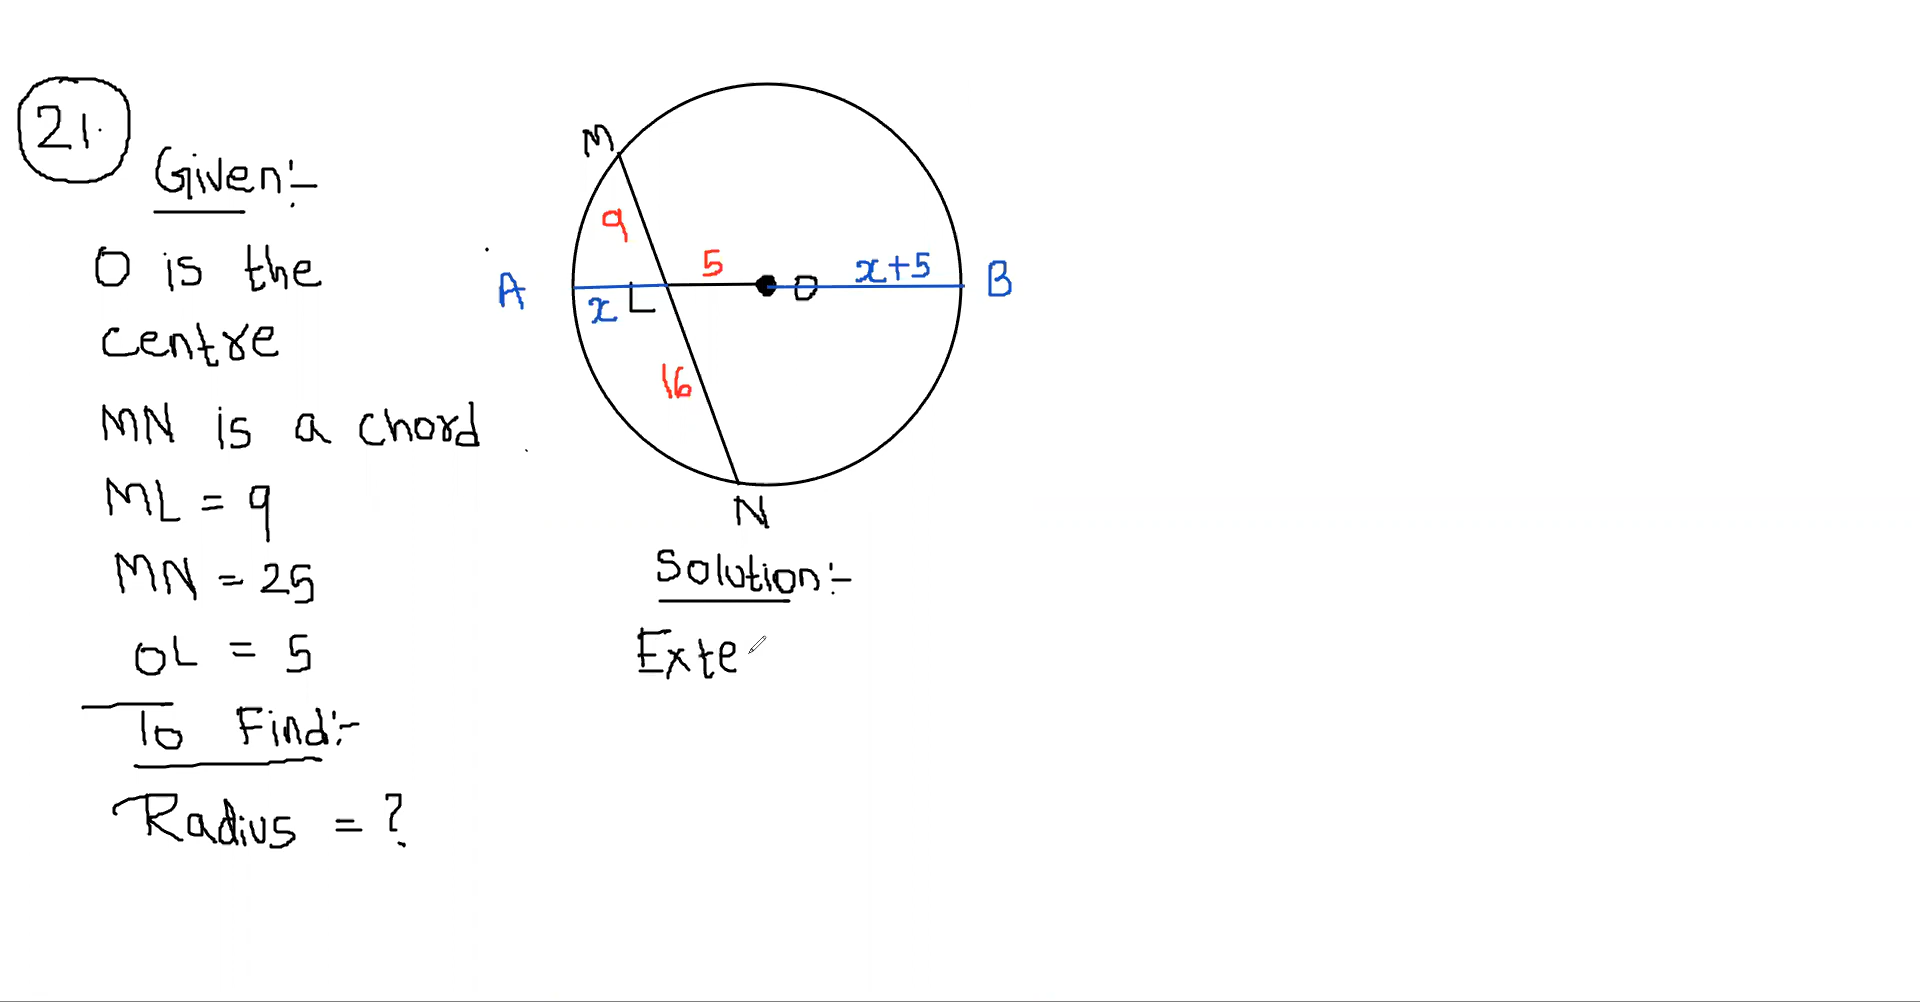 21.
Given:-
O is the
centre
MN is a chord
ML = 9
MN = 25
OL = 5
To Find:-
Radius = ?
M
9
5
x+5
A
x
L
O
B
16
N
Solution:-
Exte